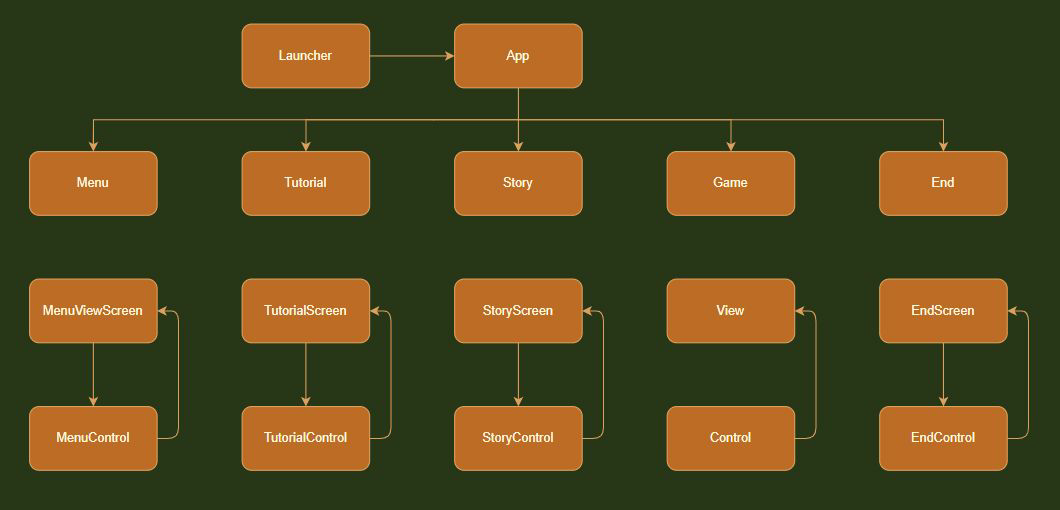 Launcher
App
Menu
Tutorial
Story
Game
End
MenuViewScreen
TutorialScreen
StoryScreen
View
EndScreen
MenuControl
TutorialControl
StoryControl
Control
EndControl